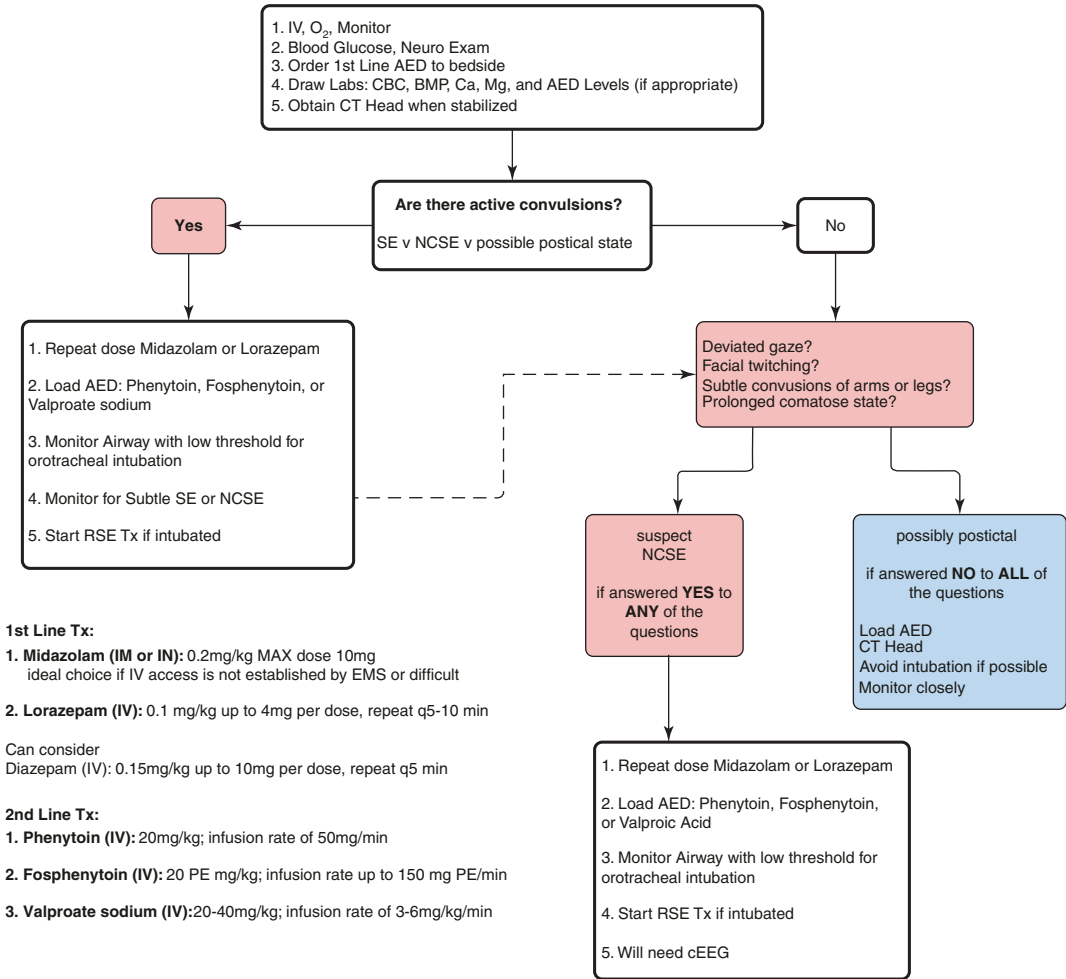 1. IV, O2, Monitor
2. Blood Glucose, Neuro Exam
3. Order 1st Line AED to bedside
4. Draw Labs: CBC, BMP, Ca, Mg, and AED Levels (if appropriate)
5. Obtain CT Head when stabilized
Are there active convulsions?
SE v NCSE v possible postical state
Yes
No
1. Repeat dose Midazolam or Lorazepam
2. Load AED: Phenytoin, Fosphenytoin, or
Valproate sodium
3. Monitor Airway with low threshold for
orotracheal intubation
4. Monitor for Subtle SE or NCSE
5. Start RSE Tx if intubated
Deviated gaze?
Facial twitching?
Subtle convusions of arms or legs?
Prolonged comatose state?
suspect
NCSE
if answered YES to
ANY of the
questions
possibly postictal
if answered NO to ALL of
the questions
Load AED
CT Head
Avoid intubation if possible
Monitor closely
1st Line Tx:
1. Midazolam (IM or IN): 0.2mg/kg MAX dose 10mg
ideal choice if IV access is not established by EMS or difficult
2. Lorazepam (IV): 0.1 mg/kg up to 4mg per dose, repeat q5-10 min
Can consider
Diazepam (IV): 0.15mg/kg up to 10mg per dose, repeat q5 min
2nd Line Tx:
1. Phenytoin (IV): 20mg/kg; infusion rate of 50mg/min
2. Fosphenytoin (IV): 20 PE mg/kg; infusion rate up to 150 mg PE/min
3. Valproate sodium (IV):20-40mg/kg; infusion rate of 3-6mg/kg/min
1. Repeat dose Midazolam or Lorazepam
2. Load AED: Phenytoin, Fosphenytoin,
or Valproic Acid
3. Monitor Airway with low threshold for
orotracheal intubation
4. Start RSE Tx if intubated
5. Will need cEEG